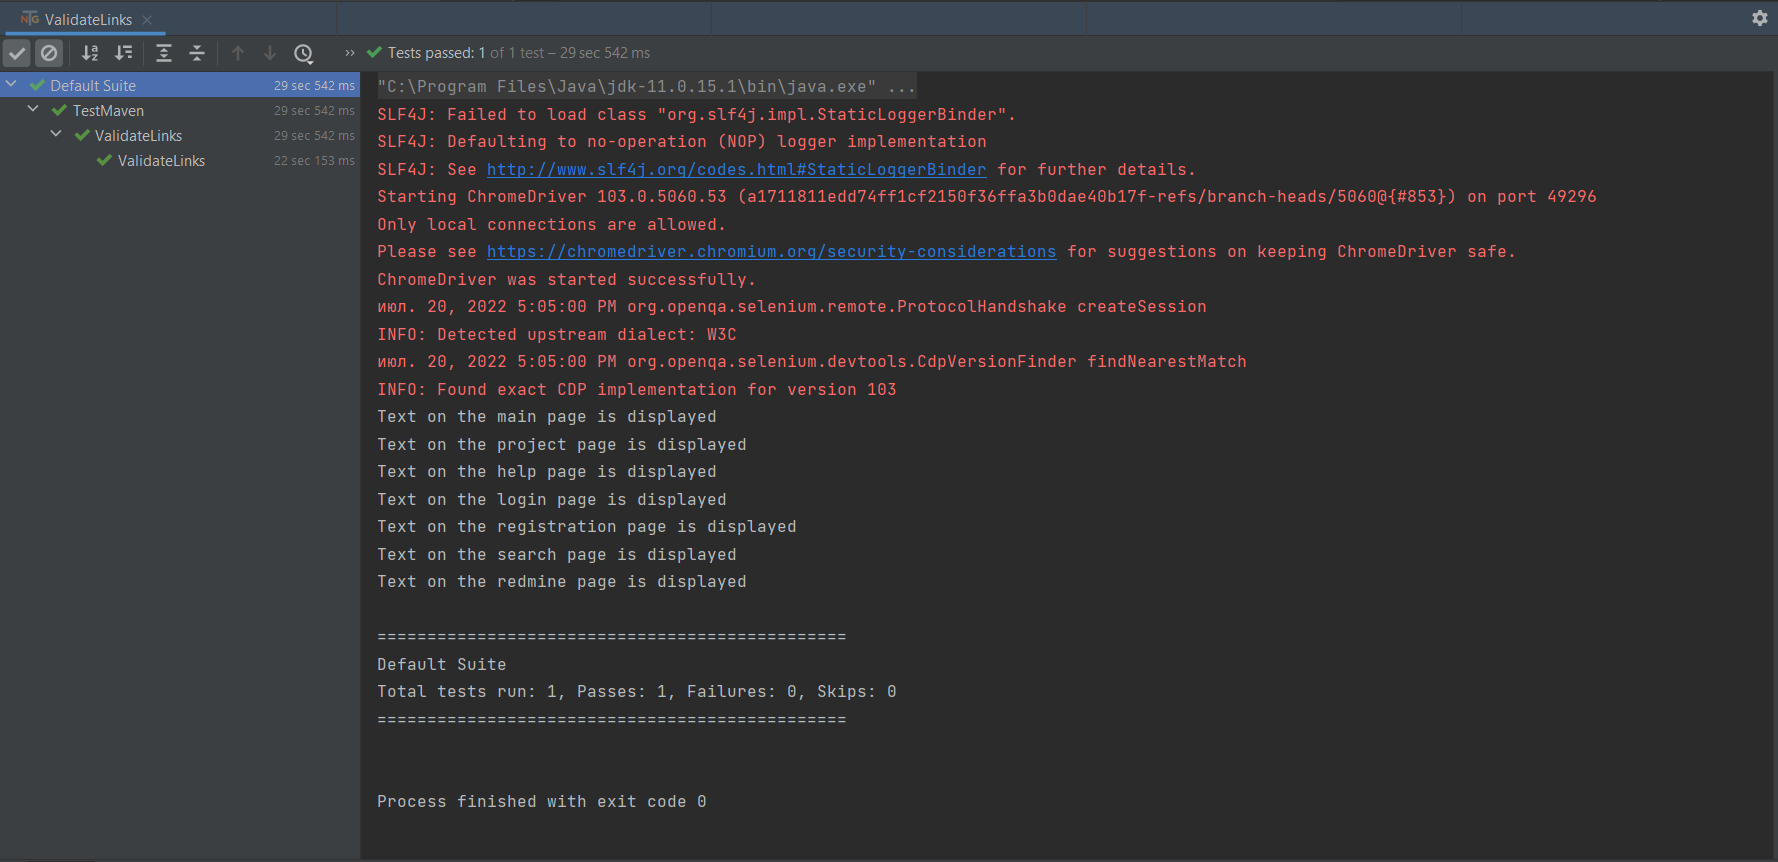 NG T ValidateLinks
Tests passed: 1 of 1 test – 29 sec 542 ms
Default Suite 29 sec 542 ms
TestMaven 29 sec 542 ms
ValidateLinks 29 sec 542 ms
ValidateLinks 22 sec 153 ms
"C:\Program Files\Java\jdk-11.0.15.1\bin\java.exe" ...
SLF4J: Failed to load class "org.slf4j.impl.StaticLoggerBinder".
SLF4J: Defaulting to no-operation (NOP) logger implementation
SLF4J: See http://www.slf4j.org/codes.html#StaticLoggerBinder for further details.
Starting ChromeDriver 103.0.5060.53 (a1711811edd74ff1cf2150f36ffa3b0dae40b17f-refs/branch-heads/5060@{#853}) on port 49296
Only local connections are allowed.
Please see https://chromedriver.chromium.org/security-considerations for suggestions on keeping ChromeDriver safe.
ChromeDriver was started successfully.
июл. 20, 2022 5:05:00 PM org.openqa.selenium.remote.ProtocolHandshake createSession
INFO: Detected upstream dialect: W3C
июл. 20, 2022 5:05:00 PM org.openqa.selenium.devtools.CdpVersionFinder findNearestMatch
INFO: Found exact CDP implementation for version 103
Text on the main page is displayed
Text on the project page is displayed
Text on the help page is displayed
Text on the login page is displayed
Text on the registration page is displayed
Text on the search page is displayed
Text on the redmine page is displayed
===============================================
Default Suite
Total tests run: 1, Passes: 1, Failures: 0, Skips: 0
===============================================
Process finished with exit code 0